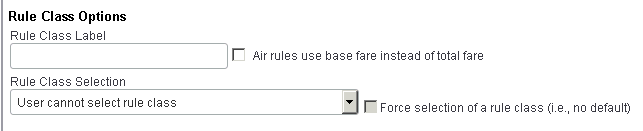 Rule Class Options
Rule Class Label
Air rules use base fare instead of total fare
Rule Class Selection
User cannot select rule class
Force selection of a rule class (i.e., no default)